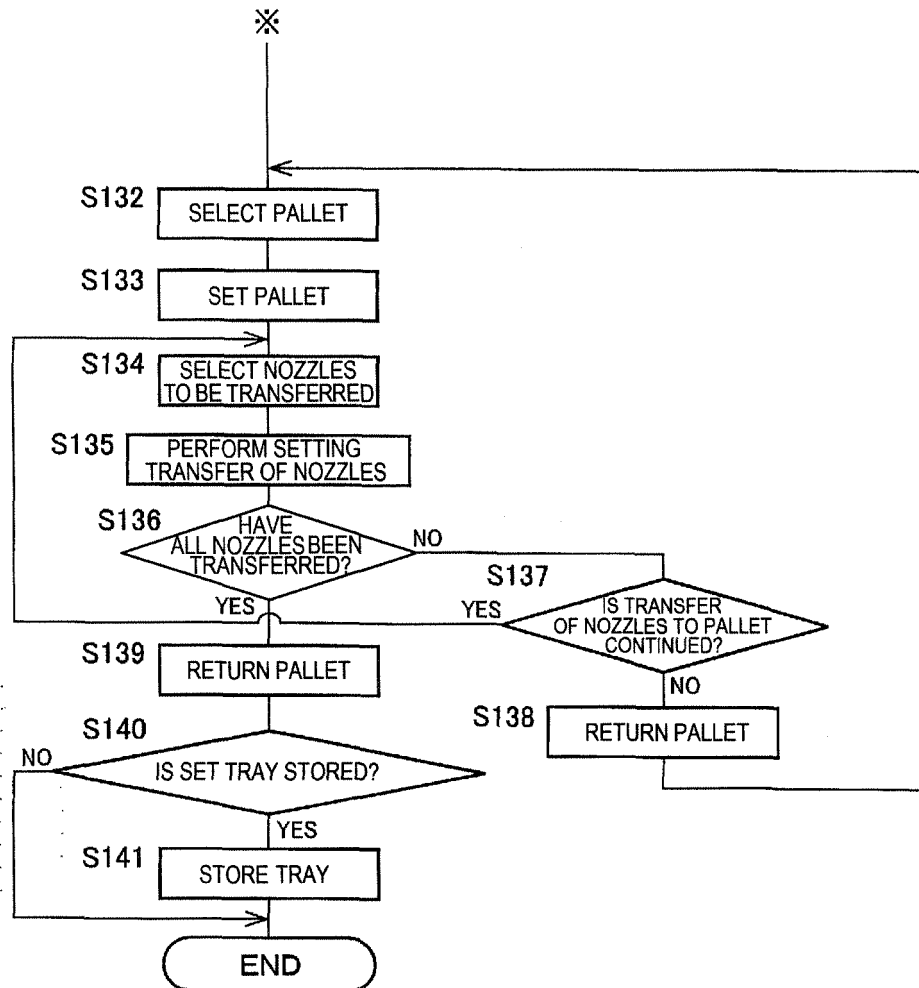 ※
S132
SELECT PALLET
S133
SET PALLET
S134
SELECT NOZZLES
TO BE TRANSFERRED
S135
PERFORM SETTING
TRANSFER OF NOZZLES
S136
HAVE
ALL NOZZLES BEEN
TRANSFERRED?
NO
YES
S137
IS TRANSFER
OF NOZZLES TO PALLET
CONTINUED?
YES
NO
S138
RETURN PALLET
S139
RETURN PALLET
S140
IS SET TRAY STORED?
NO
YES
S141
STORE TRAY
END